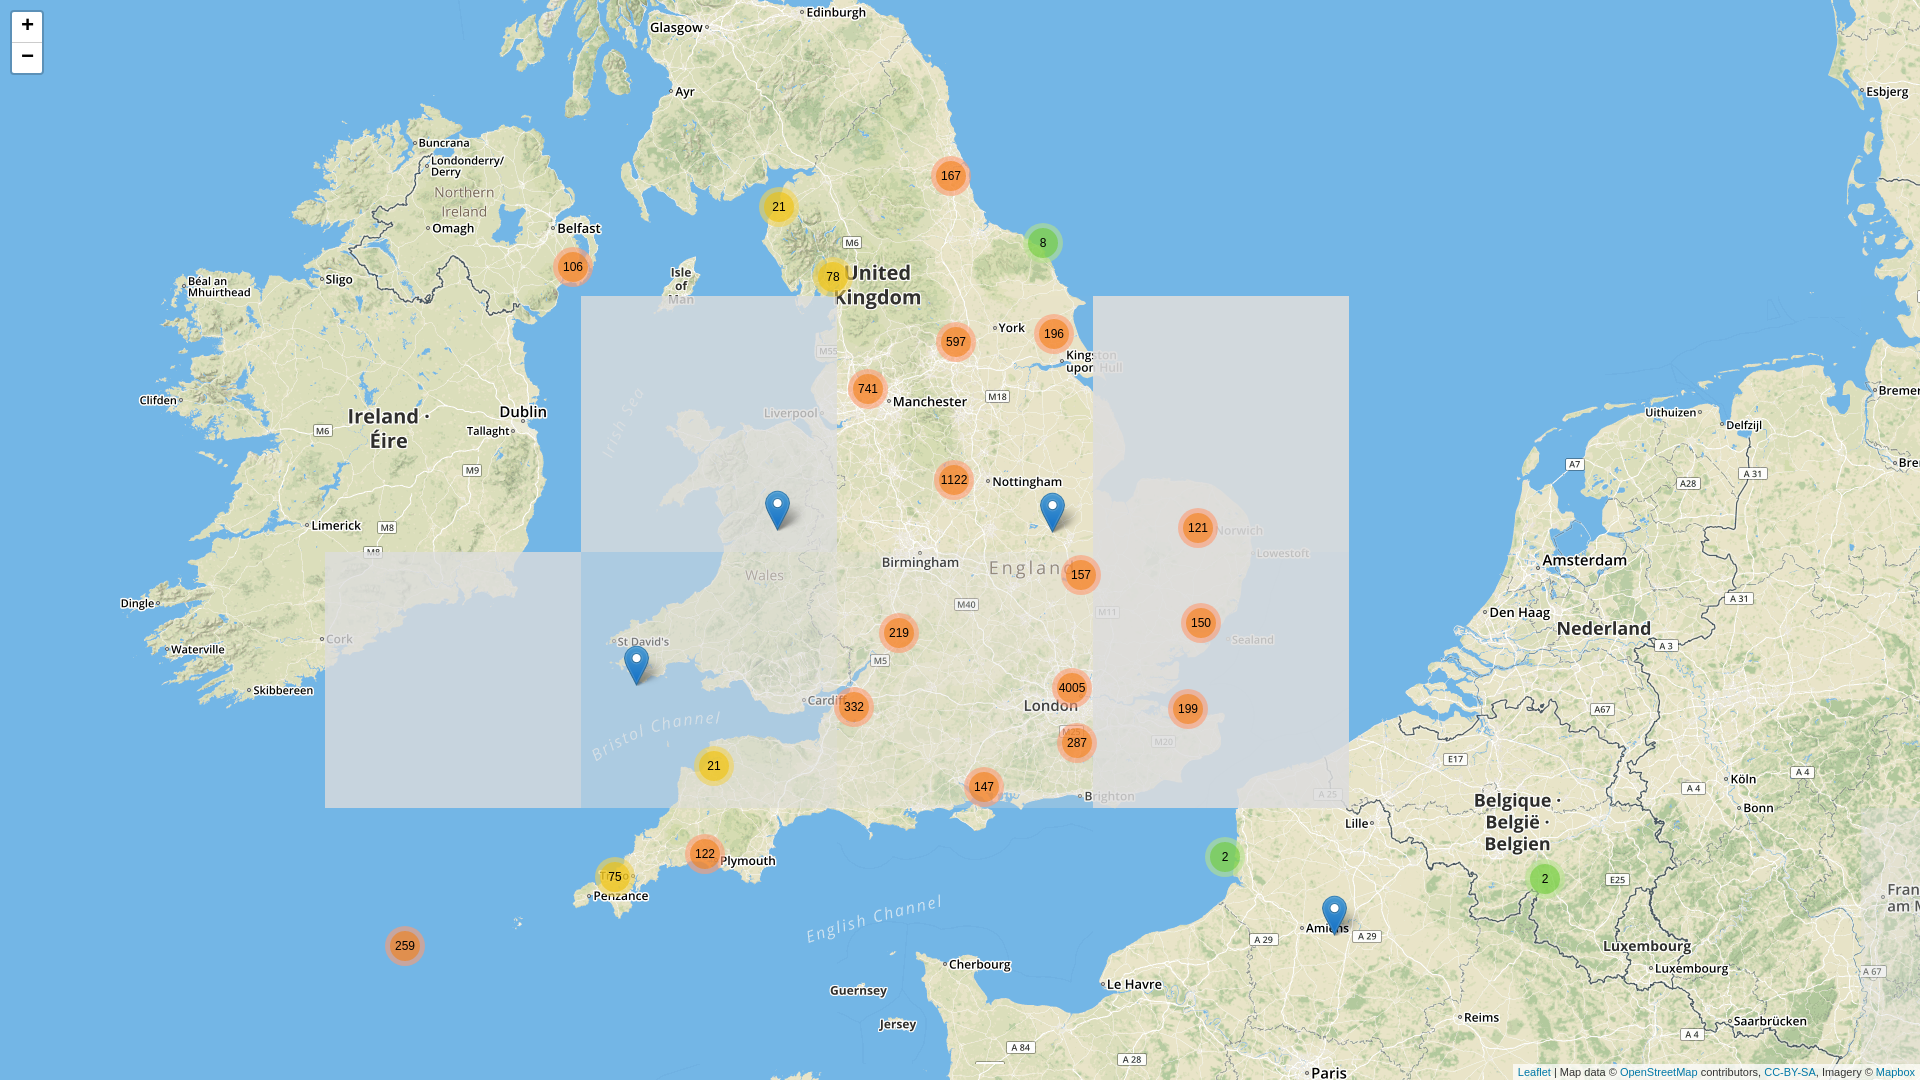 +
−
Edinburgh
Glasgow
Ayr
Esbjerg
Buncrana
Londonderry/
Derry
Northern
Ireland
Omagh
Belfast
167
21
8
M6
106
78
United
Kingdom
Isle
of
Man
Sligo
Béal an
Mhuirthead
York
196
597
M55
Kingston
upon Hull
741
Manchester
M18
Liverpool
Irish Sea
Clifden
Dublin
Tallaght
Ireland ·
Éire
M6
M9
Uithuizen
Delfzijl
A7
A 31
A28
1122
Nottingham
121
Norwich
Lowestoft
Limerick
M8
M8
Birmingham
England
157
Wales
Amsterdam
Den Haag
Nederland
A 31
A 3
Dingle
Cork
Waterville
Skibbereen
M40
M11
219
150
Sealand
St David's
M5
4005
London
199
Cardiff
332
Bristol Channel
287
M20
A67
E17
21
147
Brighton
A 25
Köln
A 4
A 4
Bonn
Belgique ·
België ·
Belgien
Lille
122
Plymouth
75
Penzance
2
2
E25
Amiens
A 29
A 29
English Channel
259
Luxembourg
Luxembourg
A 67
Cherbourg
Guernsey
Le Havre
Jersey
Reims
Saarbrücken
A 4
A 84
A 28
Paris
Leaflet | Map data © OpenStreetMap contributors, CC-BY-SA, Imagery © Mapbox